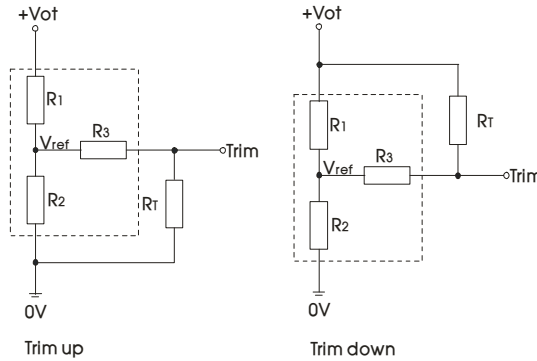 +Vot
R1
Vref
R3
Trim
R2
RT
0V
Trim up
+Vot
R1
RT
Vref
R3
Trim
R2
0V
Trim down